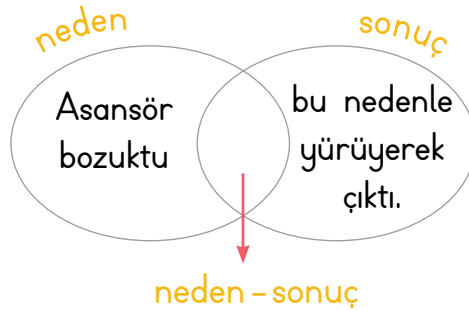 neden
sonuç
Asansör
bozuktu
bu nedenle
yürüyerek
çıktı.
neden – sonuç